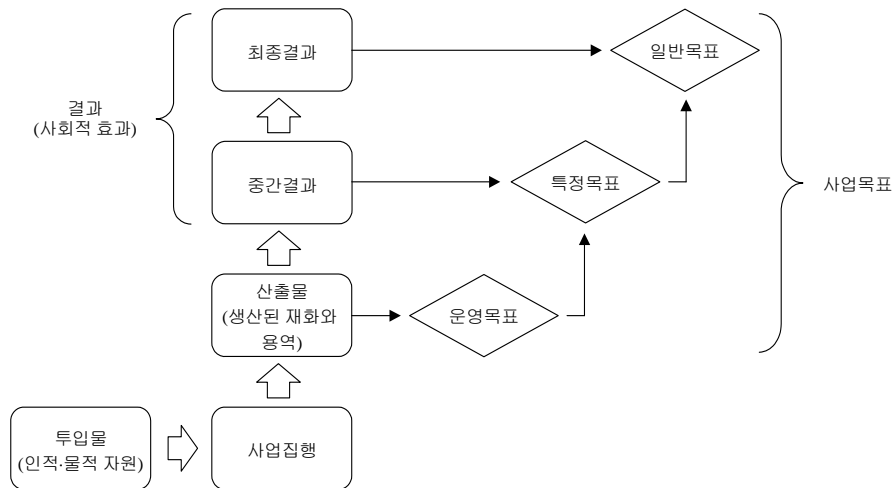 최종결과
일반목표
결과
(사회적 효과)
중간결과
특정목표
사업목표
산출물
(생산된 재화와
용역)
운영목표
투입물
(인적·물적 자원)
사업집행